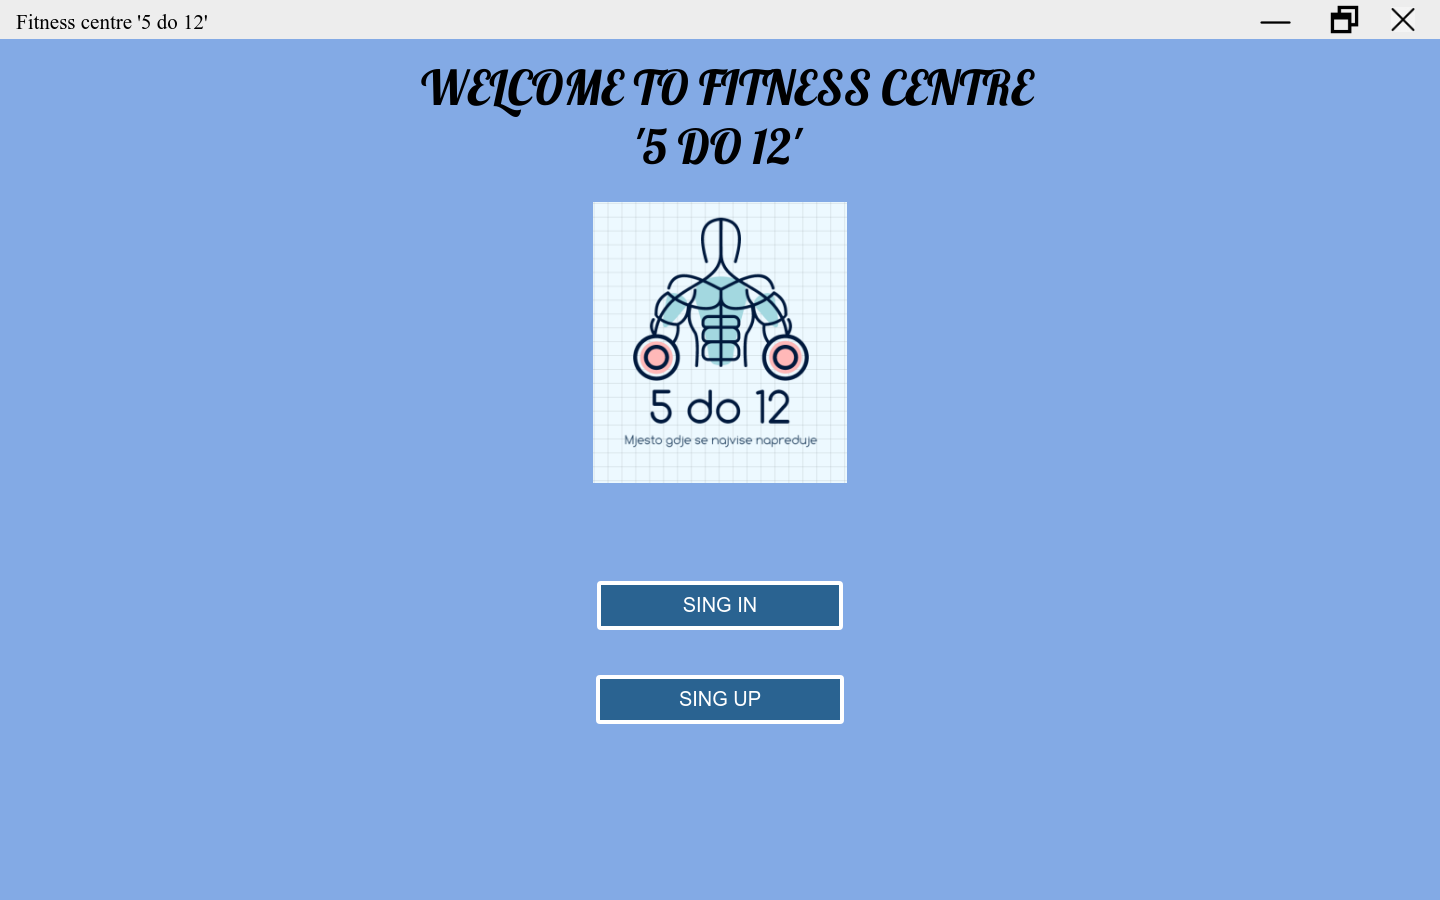 Fitness centre '5 do 12'
WELCOME TO FITNESS CENTRE
'5 DO 12'
5 do 12
Mjesto gdje se najvise napreduje
SING IN
SING UP